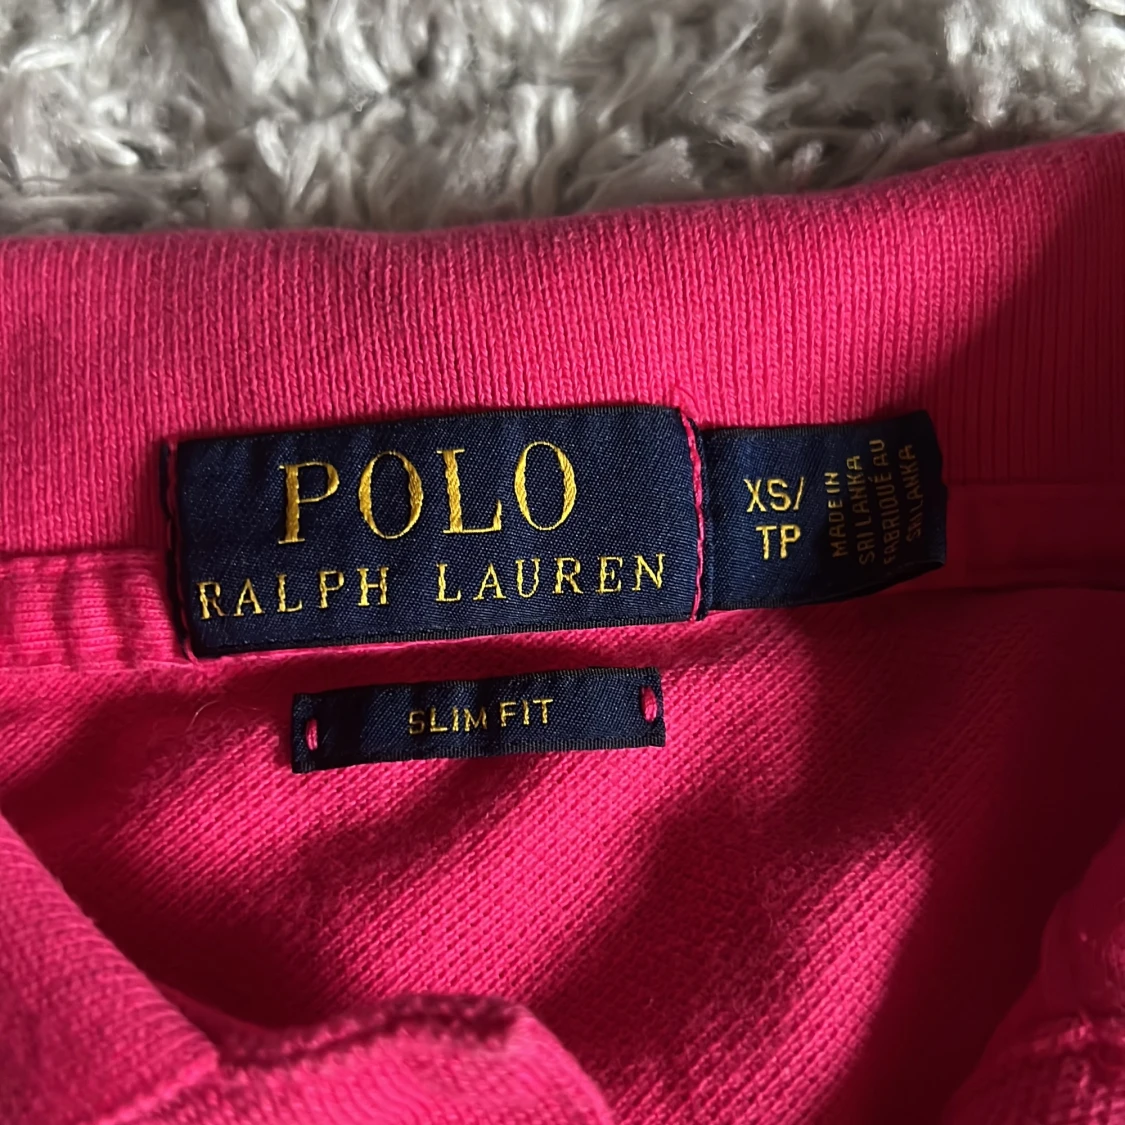 POLO
RALPH LAUREN
XS/
TP
MADE IN
SRI LANKA
FABRIQUÉ AU
SRI LANKA
SLIM FIT